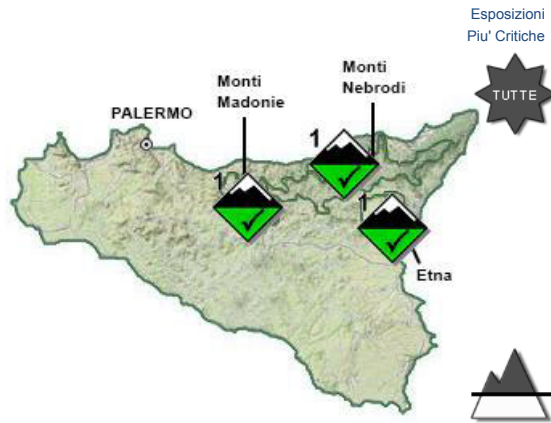 Esposizioni
Piu' Critiche
TUTTE
Monti
Madonie
Monti
Nebrodi
PALERMO
1
1
1
Etna